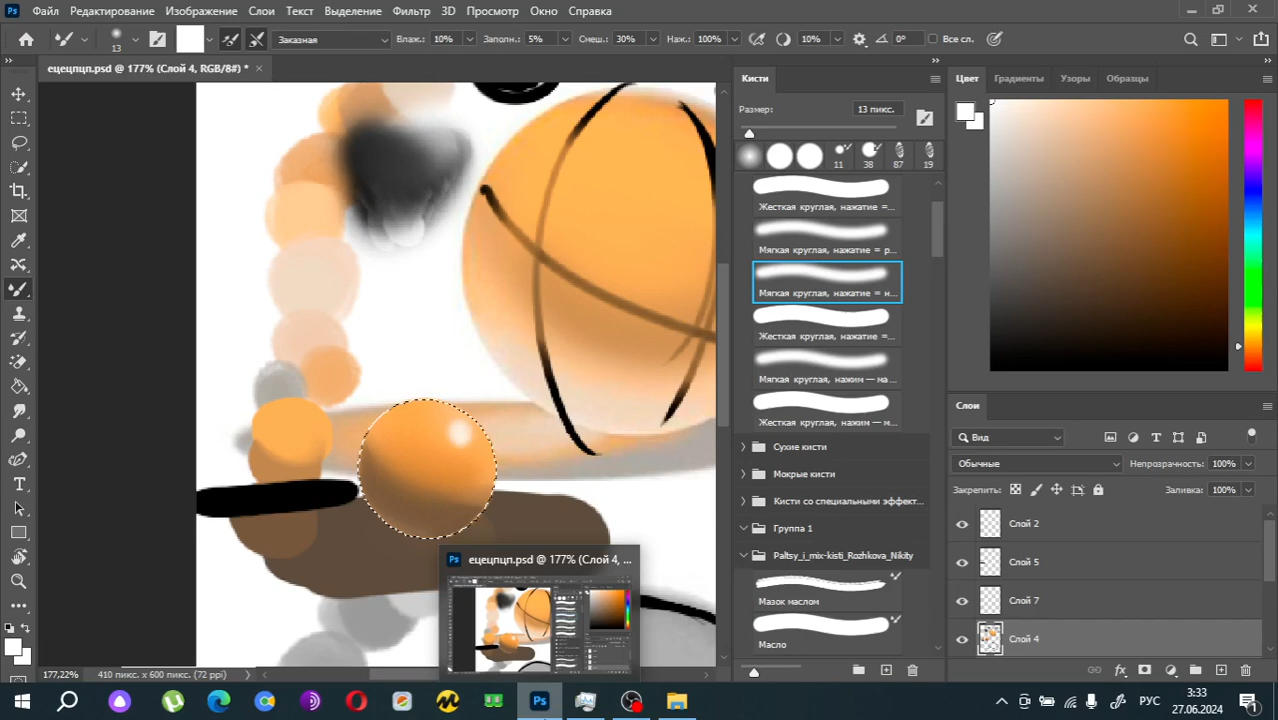 Файл Редактирование Изображение Слои Текст Выделение Фильтр 3D Просмотр Окно Справка
13 Заказная Влаж.: 10% Заполн.: 5% Смеш.: 30% Наж.: 100% 10% 0° Все сл.
ецецпцп.psd @ 177% (Слой 4, RGB/8#) *
Кисти
Размер: 13 пикс.
11 38 87 19
Жесткая круглая, нажатие =...
Мягкая круглая, нажатие = р...
Мягкая круглая, нажатие = н...
Жесткая круглая, нажатие =...
Мягкая круглая, нажим — ма...
Жесткая круглая, нажим — м...
Сухие кисти
Мокрые кисти
Кисти со специальными эффект...
Группа 1
Paltsy_i_mix-kisti_Rozhkova_Nikity
Мазок маслом
Масло
Цвет Градиенты Узоры Образцы
Слои
Вид
Обычные Непрозрачность: 100%
Закрепить: Заливка: 100%
Слой 2
Слой 5
Слой 7
Слой 4
ецецпцп.psd @ 177% (Слой 4, ...
177,22% 410 пикс. x 600 пикс. (72 ppi)
РУС
3:33
27.06.2024
1